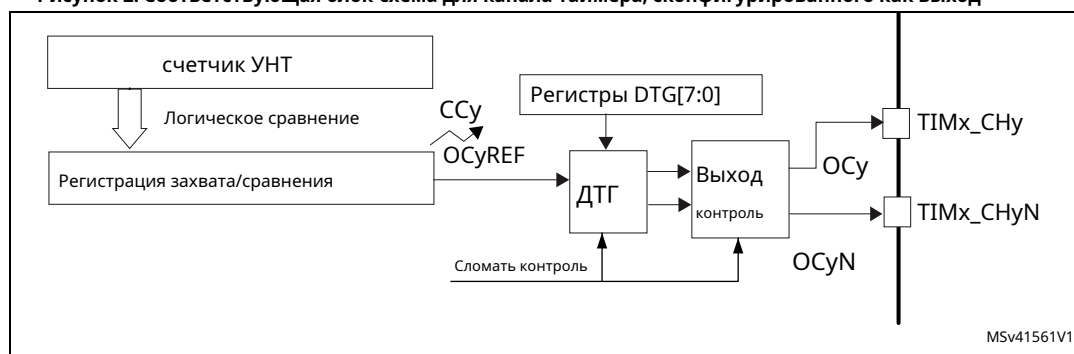 счетчик УНТ
Регистры DTG[7:0]
Логическое сравнение
CCy
OCyREF
TIMx_CHy
Регистрация захвата/сравнения
ДТГ
Выход
контроль
OCy
TIMx_CHyN
Сломать контроль
OCyN
MSv41561V1